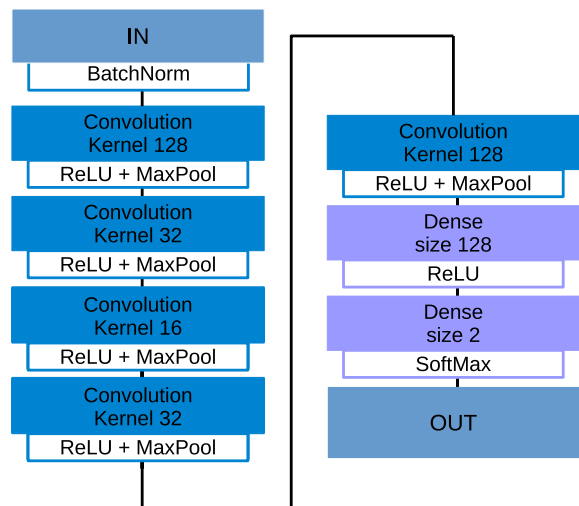 IN
BatchNorm
Convolution
Kernel 128
ReLU + MaxPool
Convolution
Kernel 32
ReLU + MaxPool
Convolution
Kernel 16
ReLU + MaxPool
Convolution
Kernel 32
ReLU + MaxPool
Convolution
Kernel 128
ReLU + MaxPool
Dense
size 128
ReLU
Dense
size 2
SoftMax
OUT